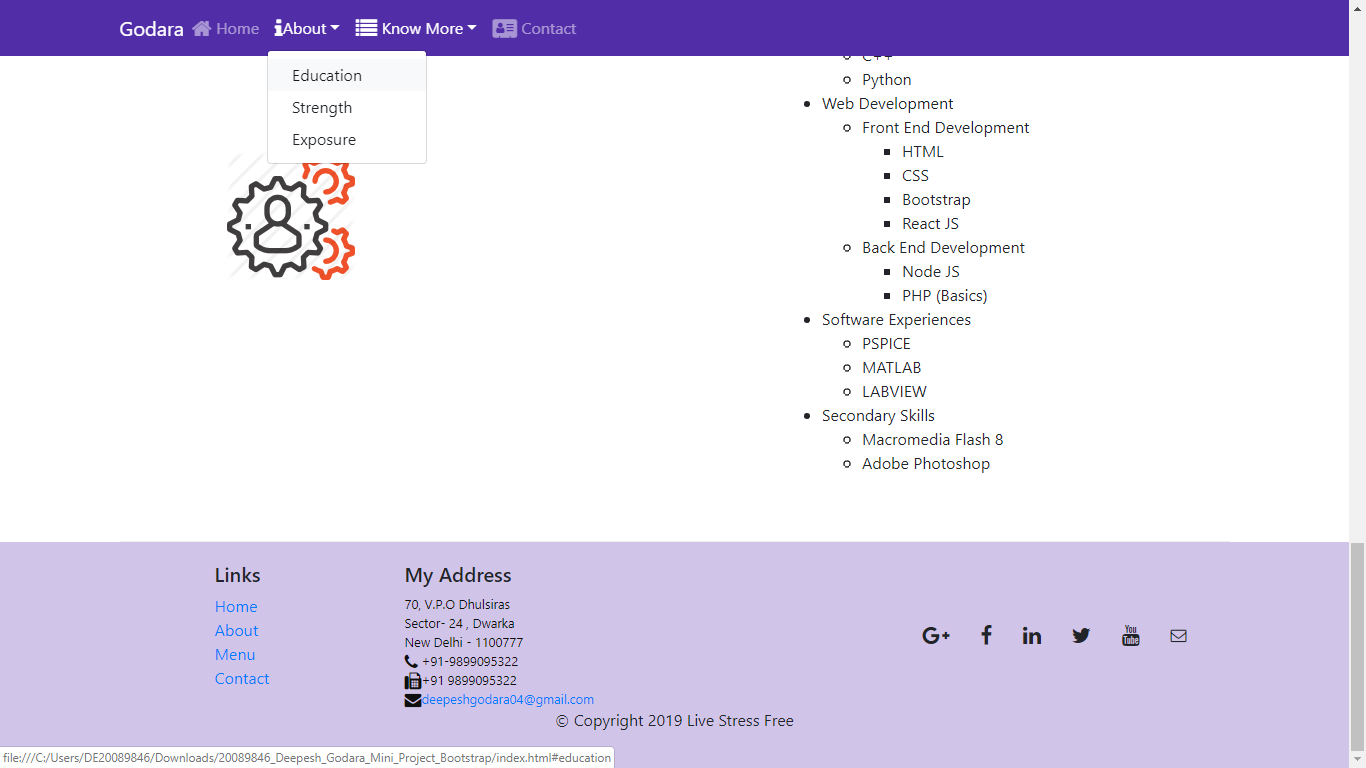 Godara Home About Know More Contact
Education
Strength
Exposure
C++
Python
Web Development
Front End Development
HTML
CSS
Bootstrap
React JS
Back End Development
Node JS
PHP (Basics)
Software Experiences
PSPICE
MATLAB
LABVIEW
Secondary Skills
Macromedia Flash 8
Adobe Photoshop
Links
Home
About
Menu
Contact
My Address
70, V.P.O Dhulsiras
Sector- 24 , Dwarka
New Delhi - 1100777
+91-9899095322
+91 9899095322
deepeshgodara04@gmail.com
G+ f in You Tube
© Copyright 2019 Live Stress Free
file:///C:/Users/DE20089846/Downloads/20089846_Deepesh_Godara_Mini_Project_Bootstrap/index.html#education